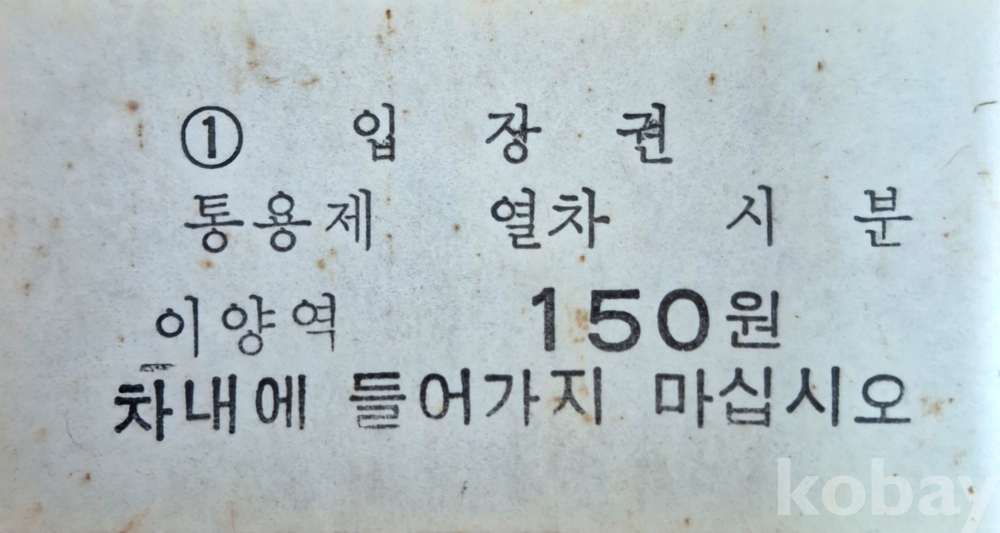 ① 입 장 권
통용제 열차 시 분
이양역 150원
차내에 들어가지 마십시오
kobay